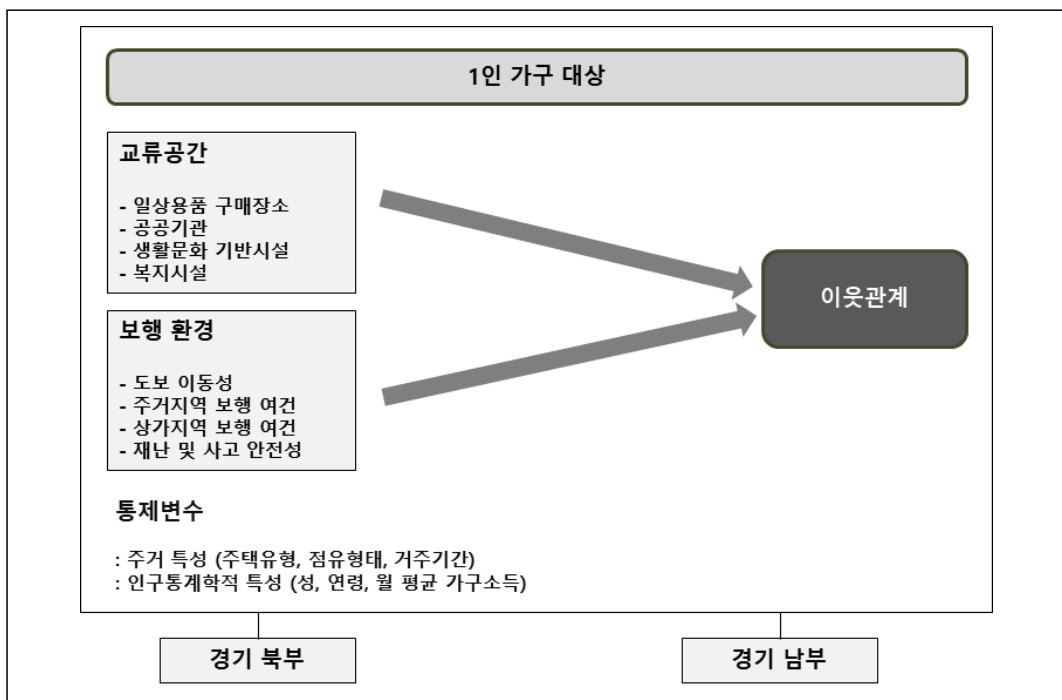 1인 가구 대상
교류공간
- 일상용품 구매장소
- 공공기관
- 생활문화 기반시설
- 복지시설
이웃관계
보행 환경
- 도보 이동성
- 주거지역 보행 여건
- 상가지역 보행 여건
- 재난 및 사고 안전성
통제변수
: 주거 특성 (주택유형, 점유형태, 거주기간)
: 인구통계학적 특성 (성, 연령, 월 평균 가구소득)
경기 북부
경기 남부